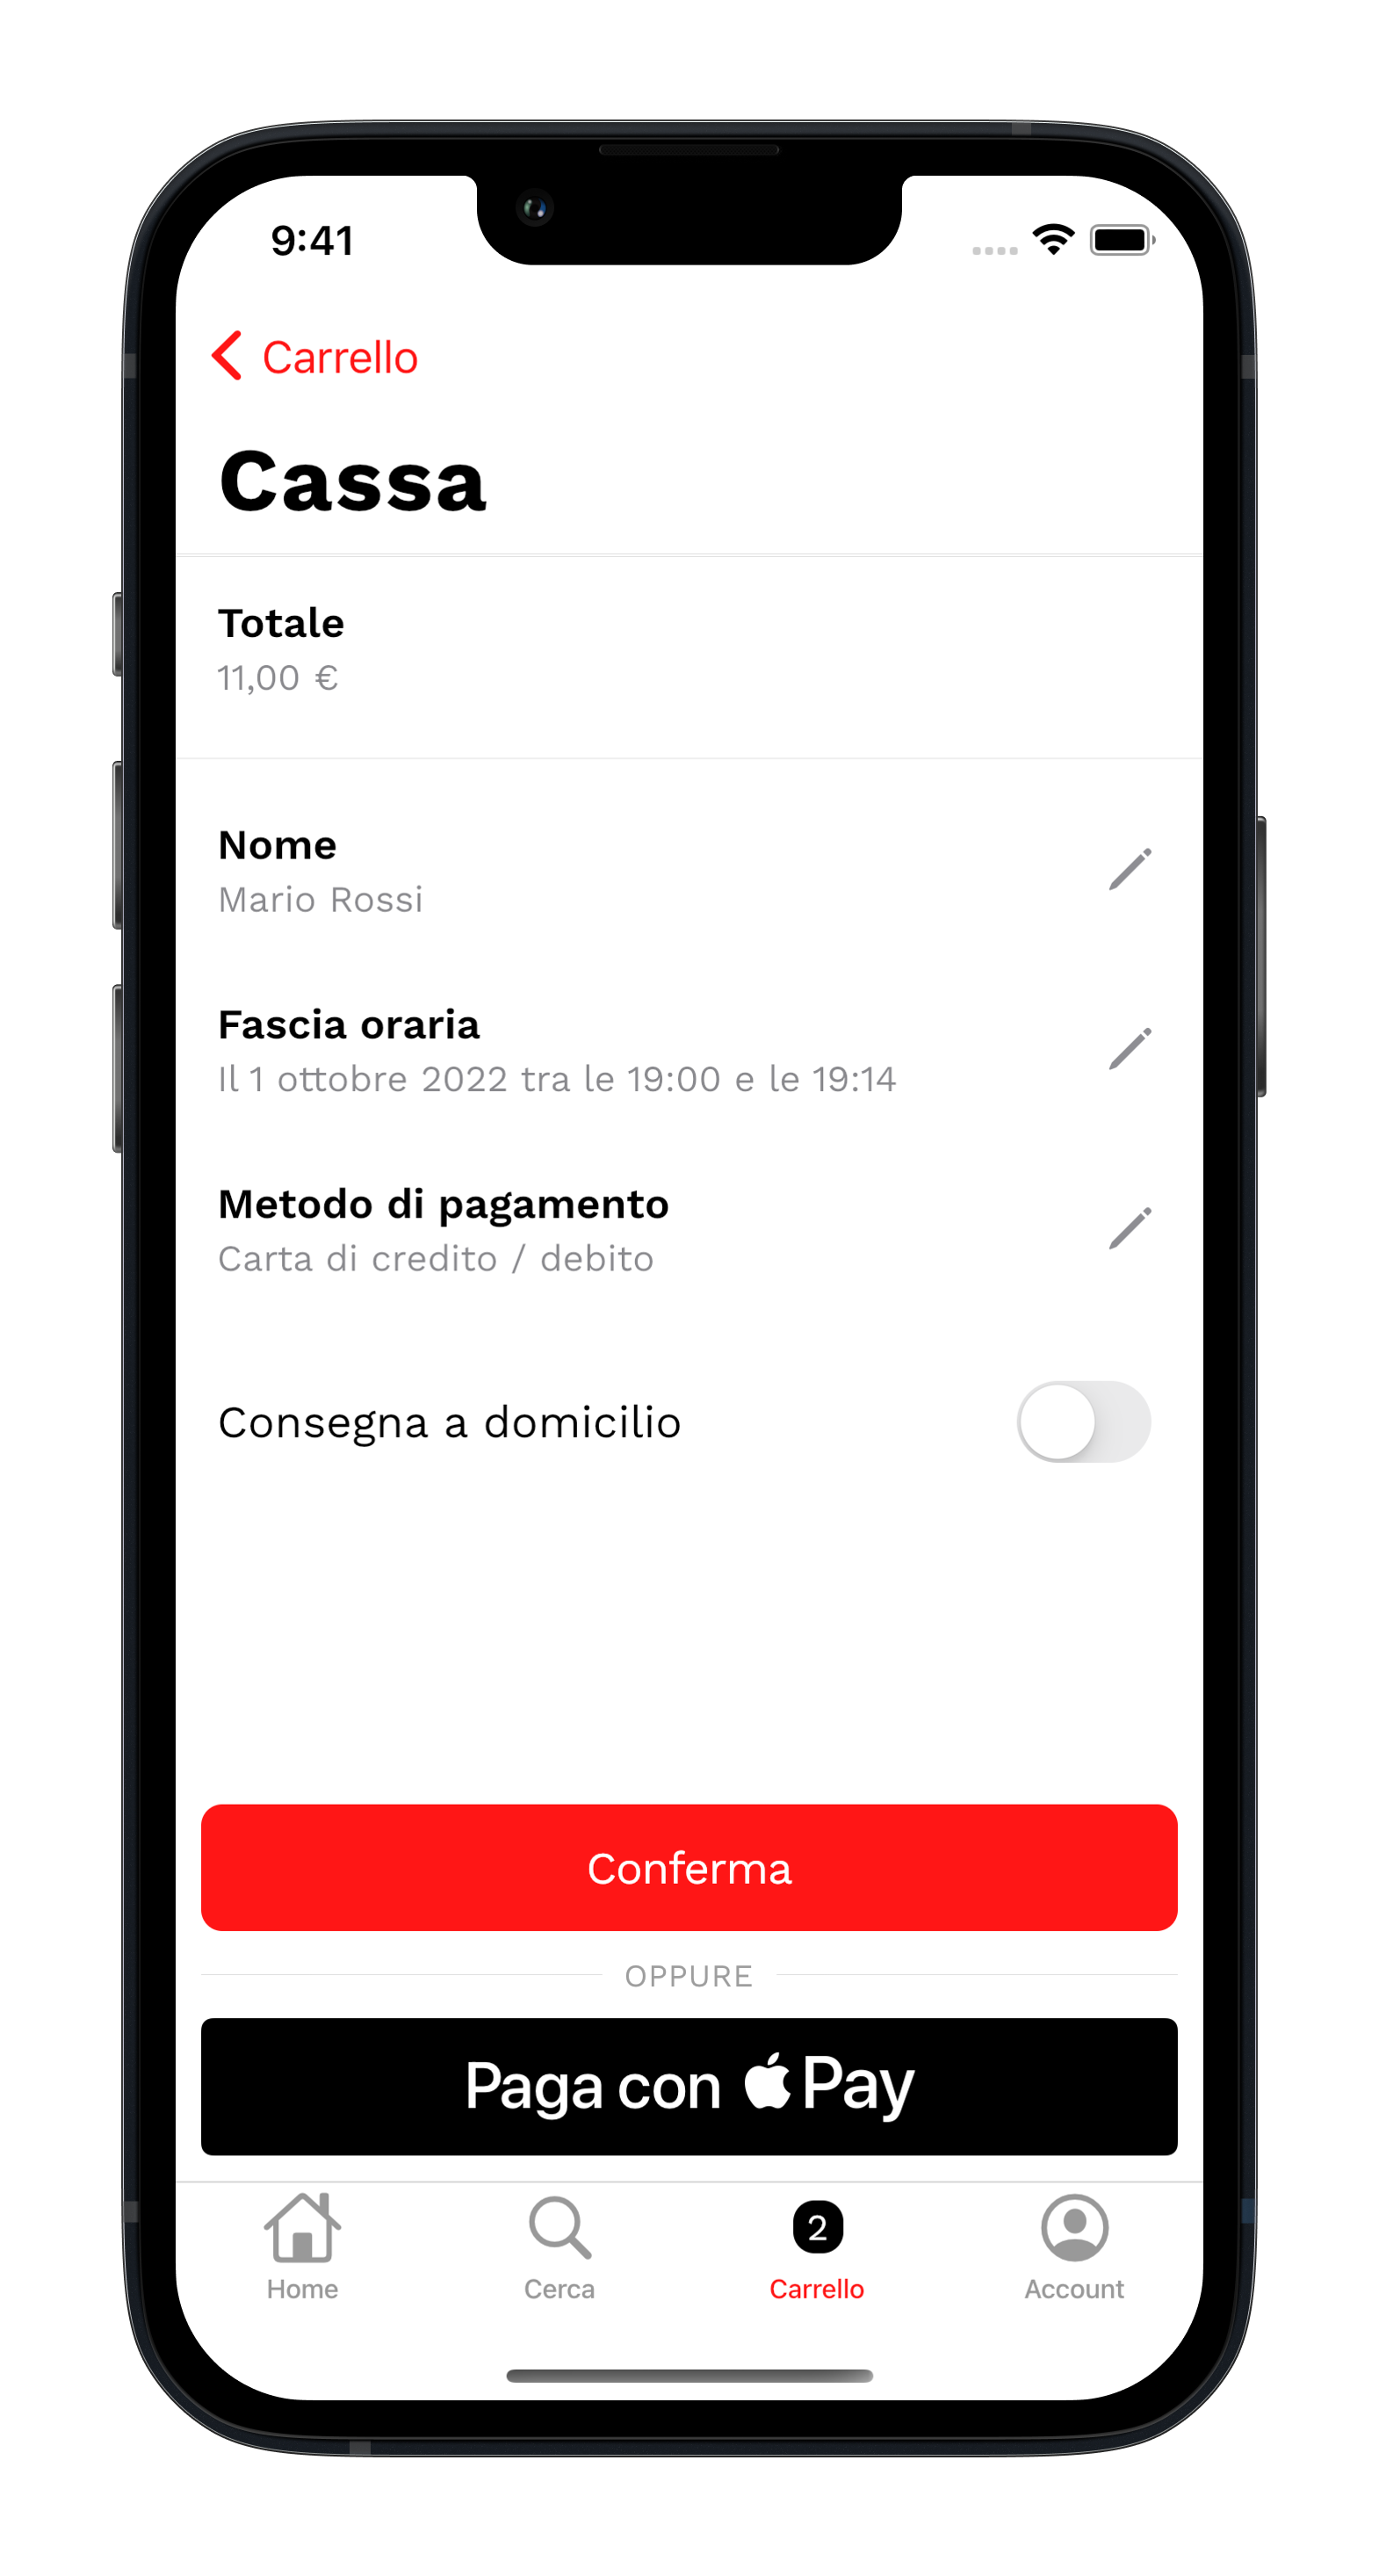 9:41
Carrello
Cassa
Totale
11,00 €
Nome
Mario Rossi
Fascia oraria
Il 1 ottobre 2022 tra le 19:00 e le 19:14
Metodo di pagamento
Carta di credito / debito
Consegna a domicilio
Conferma
OPPURE
Paga con Pay
2
Home Cerca Carrello Account